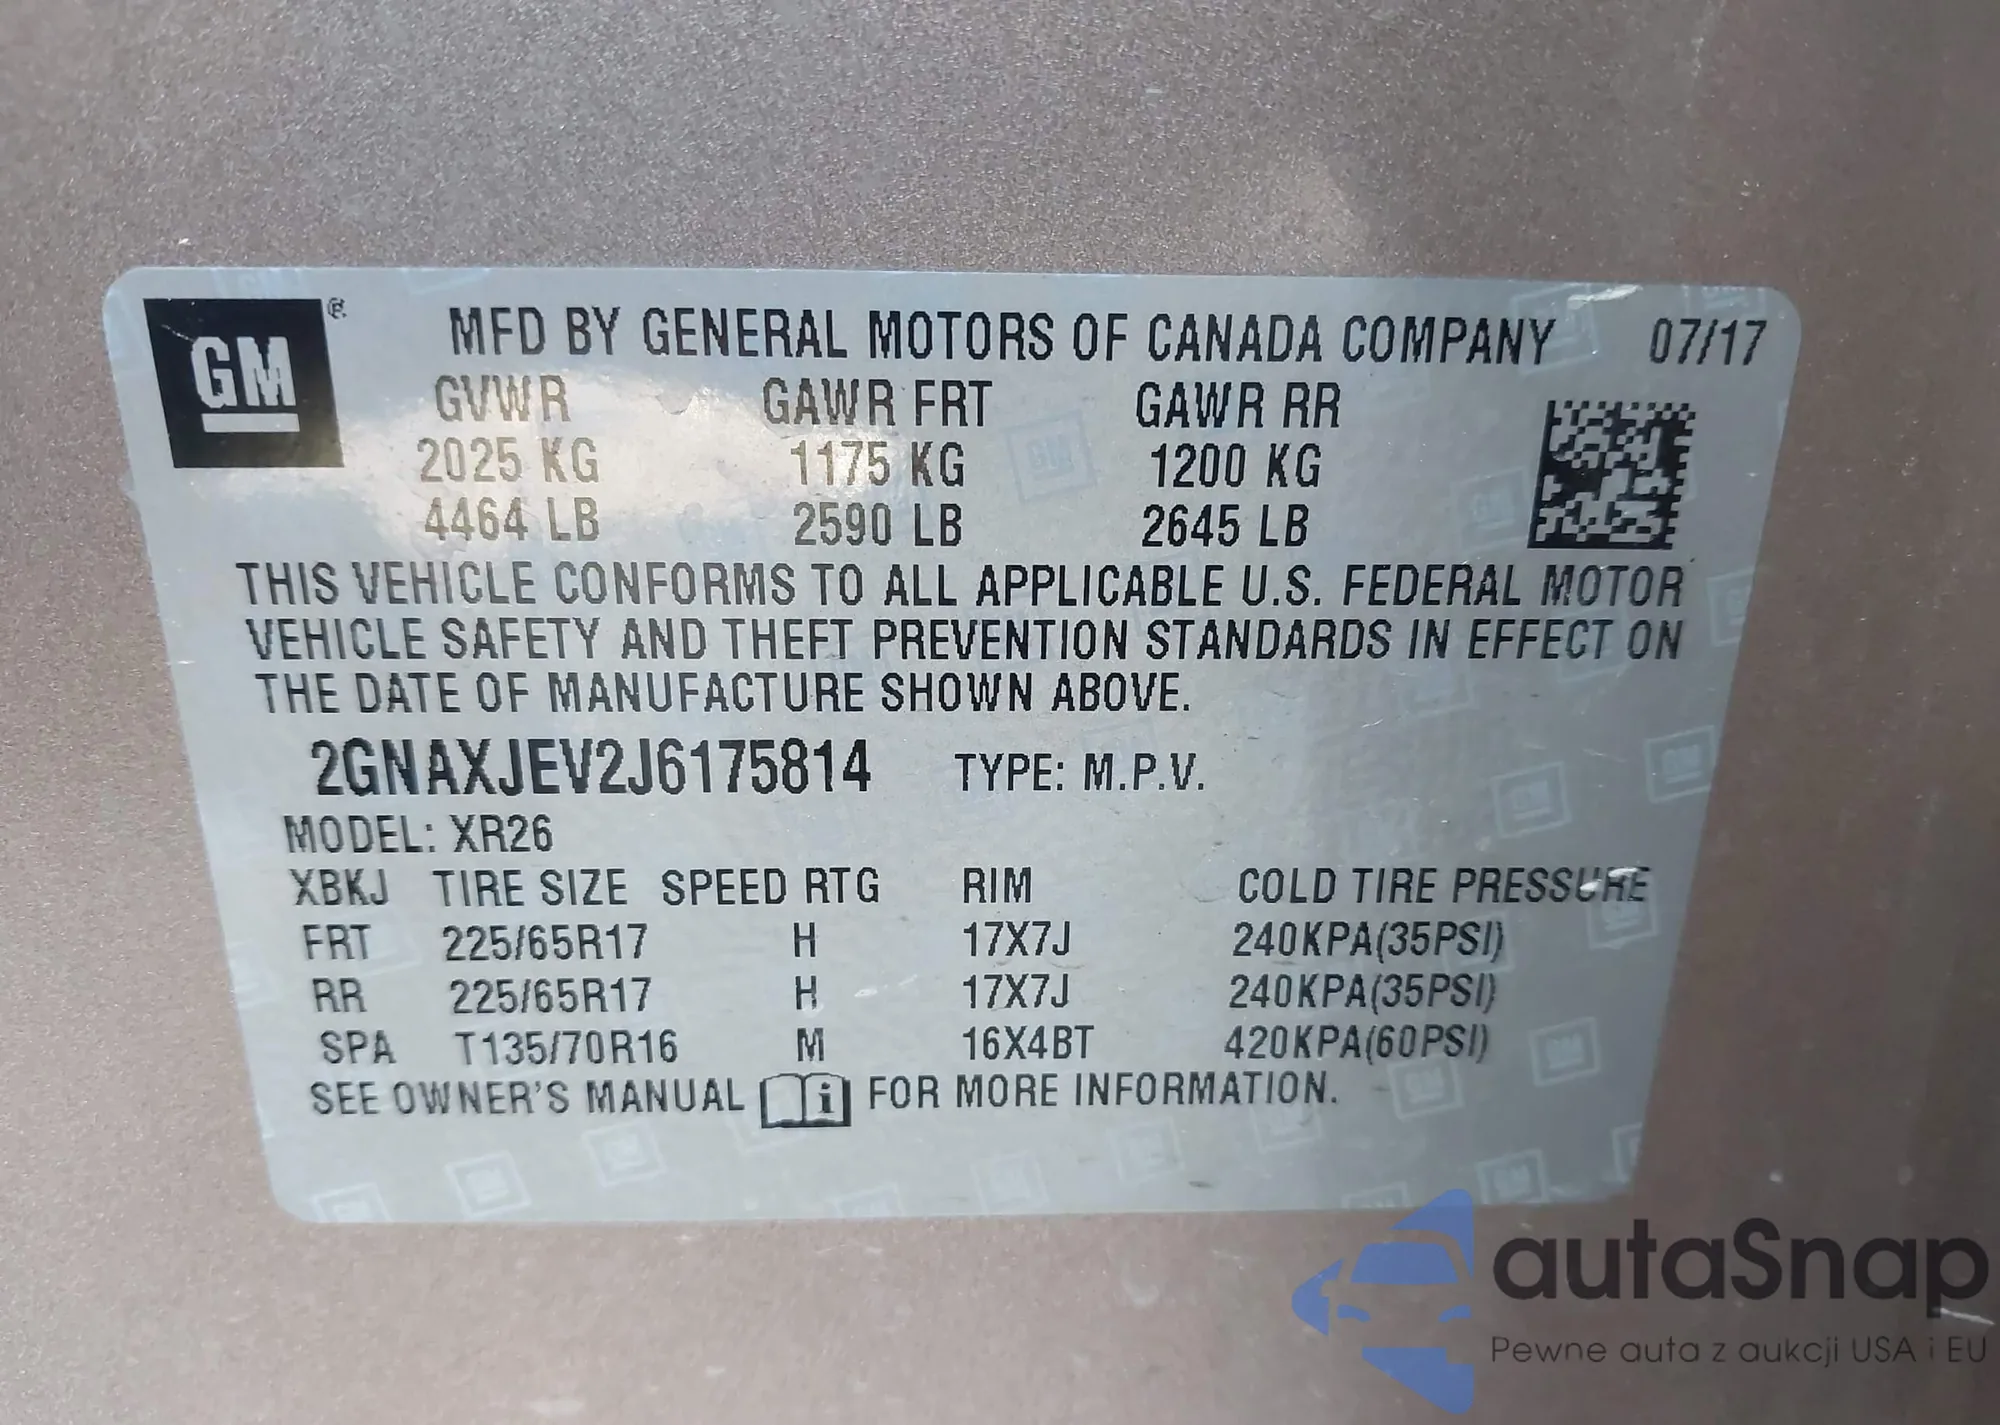 GM®
MFD BY GENERAL MOTORS OF CANADA COMPANY 07/17
GVWR GAWR FRT GAWR RR
2025 KG 1175 KG 1200 KG
4464 LB 2590 LB 2645 LB
THIS VEHICLE CONFORMS TO ALL APPLICABLE U.S. FEDERAL MOTOR
VEHICLE SAFETY AND THEFT PREVENTION STANDARDS IN EFFECT ON
THE DATE OF MANUFACTURE SHOWN ABOVE.
2GNAXJEV2J6175814 TYPE: M.P.V.
MODEL: XR26
XBKJ TIRE SIZE SPEED RTG RIM COLD TIRE PRESSURE
FRT 225/65R17 H 17X7J 240KPA(35PSI)
RR 225/65R17 H 17X7J 240KPA(35PSI)
SPA T135/70R16 M 16X4BT 420KPA(60PSI)
SEE OWNER'S MANUAL i FOR MORE INFORMATION.
autaSnap
Pewne auta z aukcji USA i EU